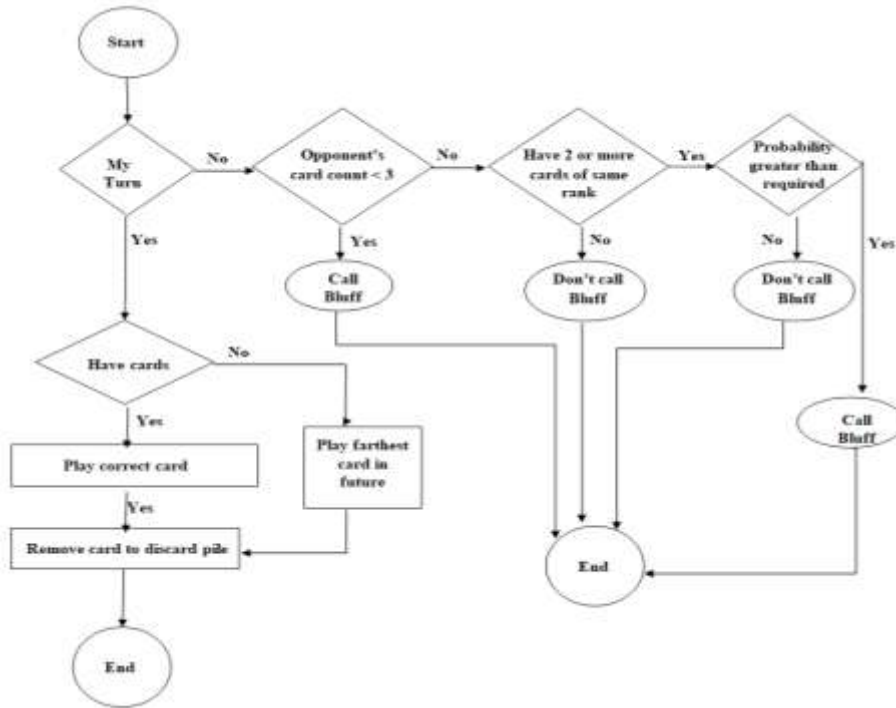 Start
My
Turn
No
Opponent's
card count < 3
No
Have 2 or more
cards of same
rank
Yes
Probability
greater than
required
Yes
Yes
No
No
Yes
Call
Bluff
Don't call
Bluff
Don't call
Bluff
Have cards
No
Yes
Play correct card
Play farthest
card in
future
Call
Bluff
Yes
Remove card to discard pile
End
End